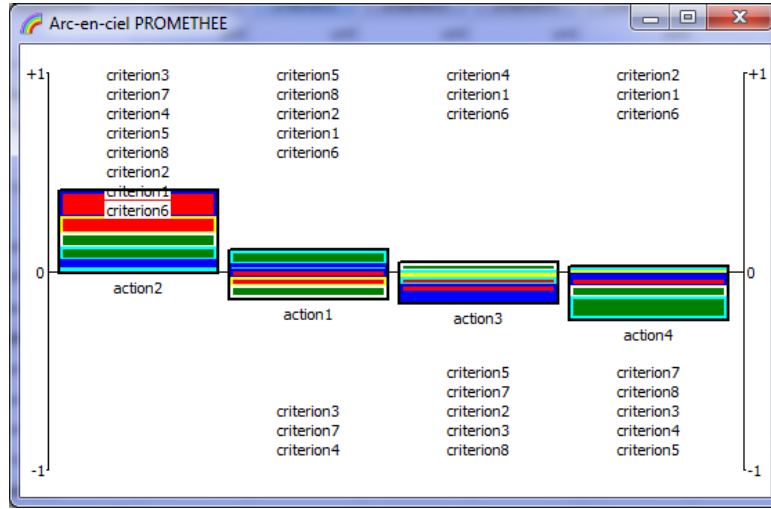 Arc-en-ciel PROMETHEE
+1 criterion3 criterion5 criterion4 criterion2 +1
criterion7 criterion8 criterion1 criterion1
criterion4 criterion2 criterion6 criterion6
criterion5 criterion1
criterion8 criterion6
criterion2
criterion1
criterion6
0 0
action2 action1 action3 action4
criterion5 criterion7
criterion7 criterion8
criterion3 criterion2 criterion3
criterion7 criterion3 criterion4
criterion4 criterion8 criterion5
-1 -1